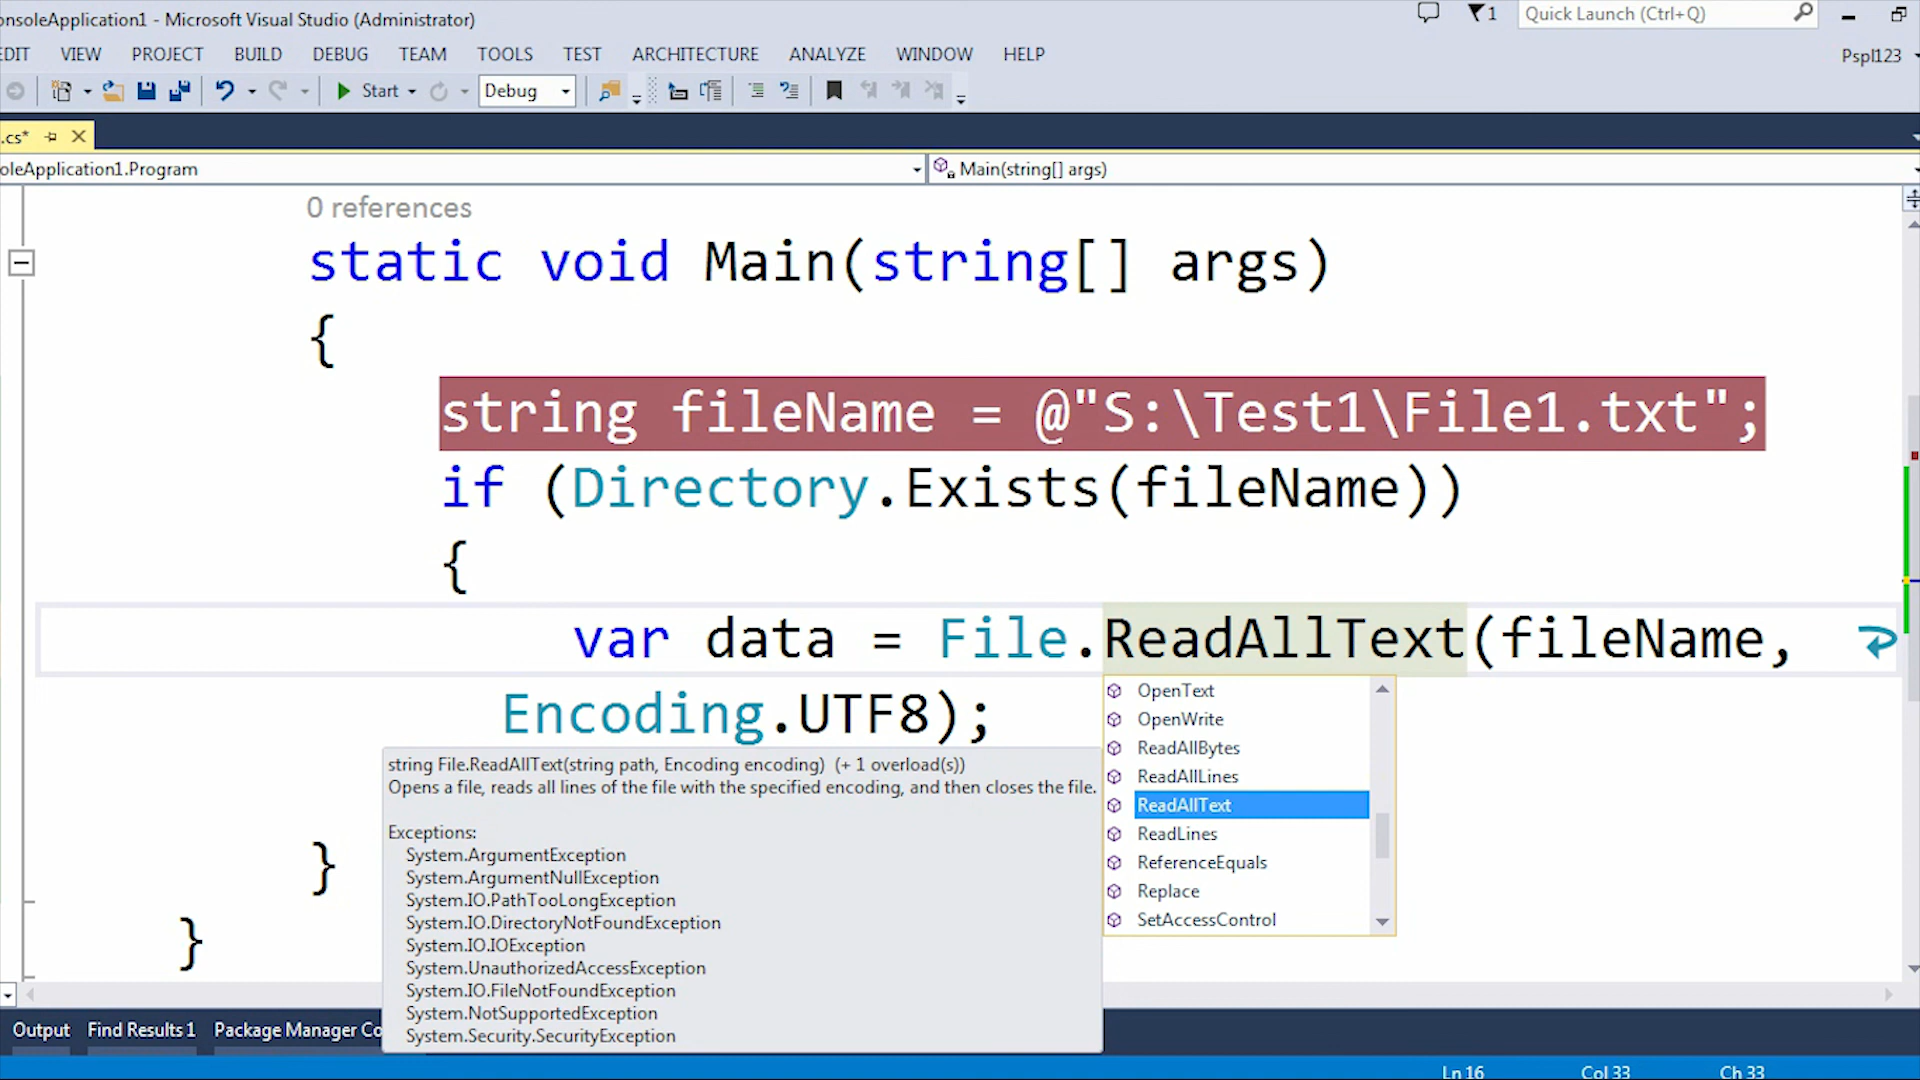 onsoleApplication1 - Microsoft Visual Studio (Administrator)
1
Quick Launch (Ctrl+Q)
EDIT VIEW PROJECT BUILD DEBUG TEAM TOOLS TEST ARCHITECTURE ANALYZE WINDOW HELP
Pspl123
Start Debug
.cs*
oleApplication1.Program
Main(string[] args)
0 references
static void Main(string[] args)
{
string fileName = @"S:\Test1\File1.txt";
if (Directory.Exists(fileName))
{
var data = File.ReadAllText(fileName,
Encoding.UTF8);
OpenText
OpenWrite
ReadAllBytes
ReadAllLines
ReadAllText
ReadLines
ReferenceEquals
Replace
SetAccessControl
string File.ReadAllText(string path, Encoding encoding) (+ 1 overload(s))
Opens a file, reads all lines of the file with the specified encoding, and then closes the file.
Exceptions:
System.ArgumentException
System.ArgumentNullException
System.IO.PathTooLongException
System.IO.DirectoryNotFoundException
System.IO.IOException
System.UnauthorizedAccessException
System.IO.FileNotFoundException
System.NotSupportedException
System.Security.SecurityException
}
}
Output Find Results 1 Package Manager Co
Ln 16 Col 33 Ch 33